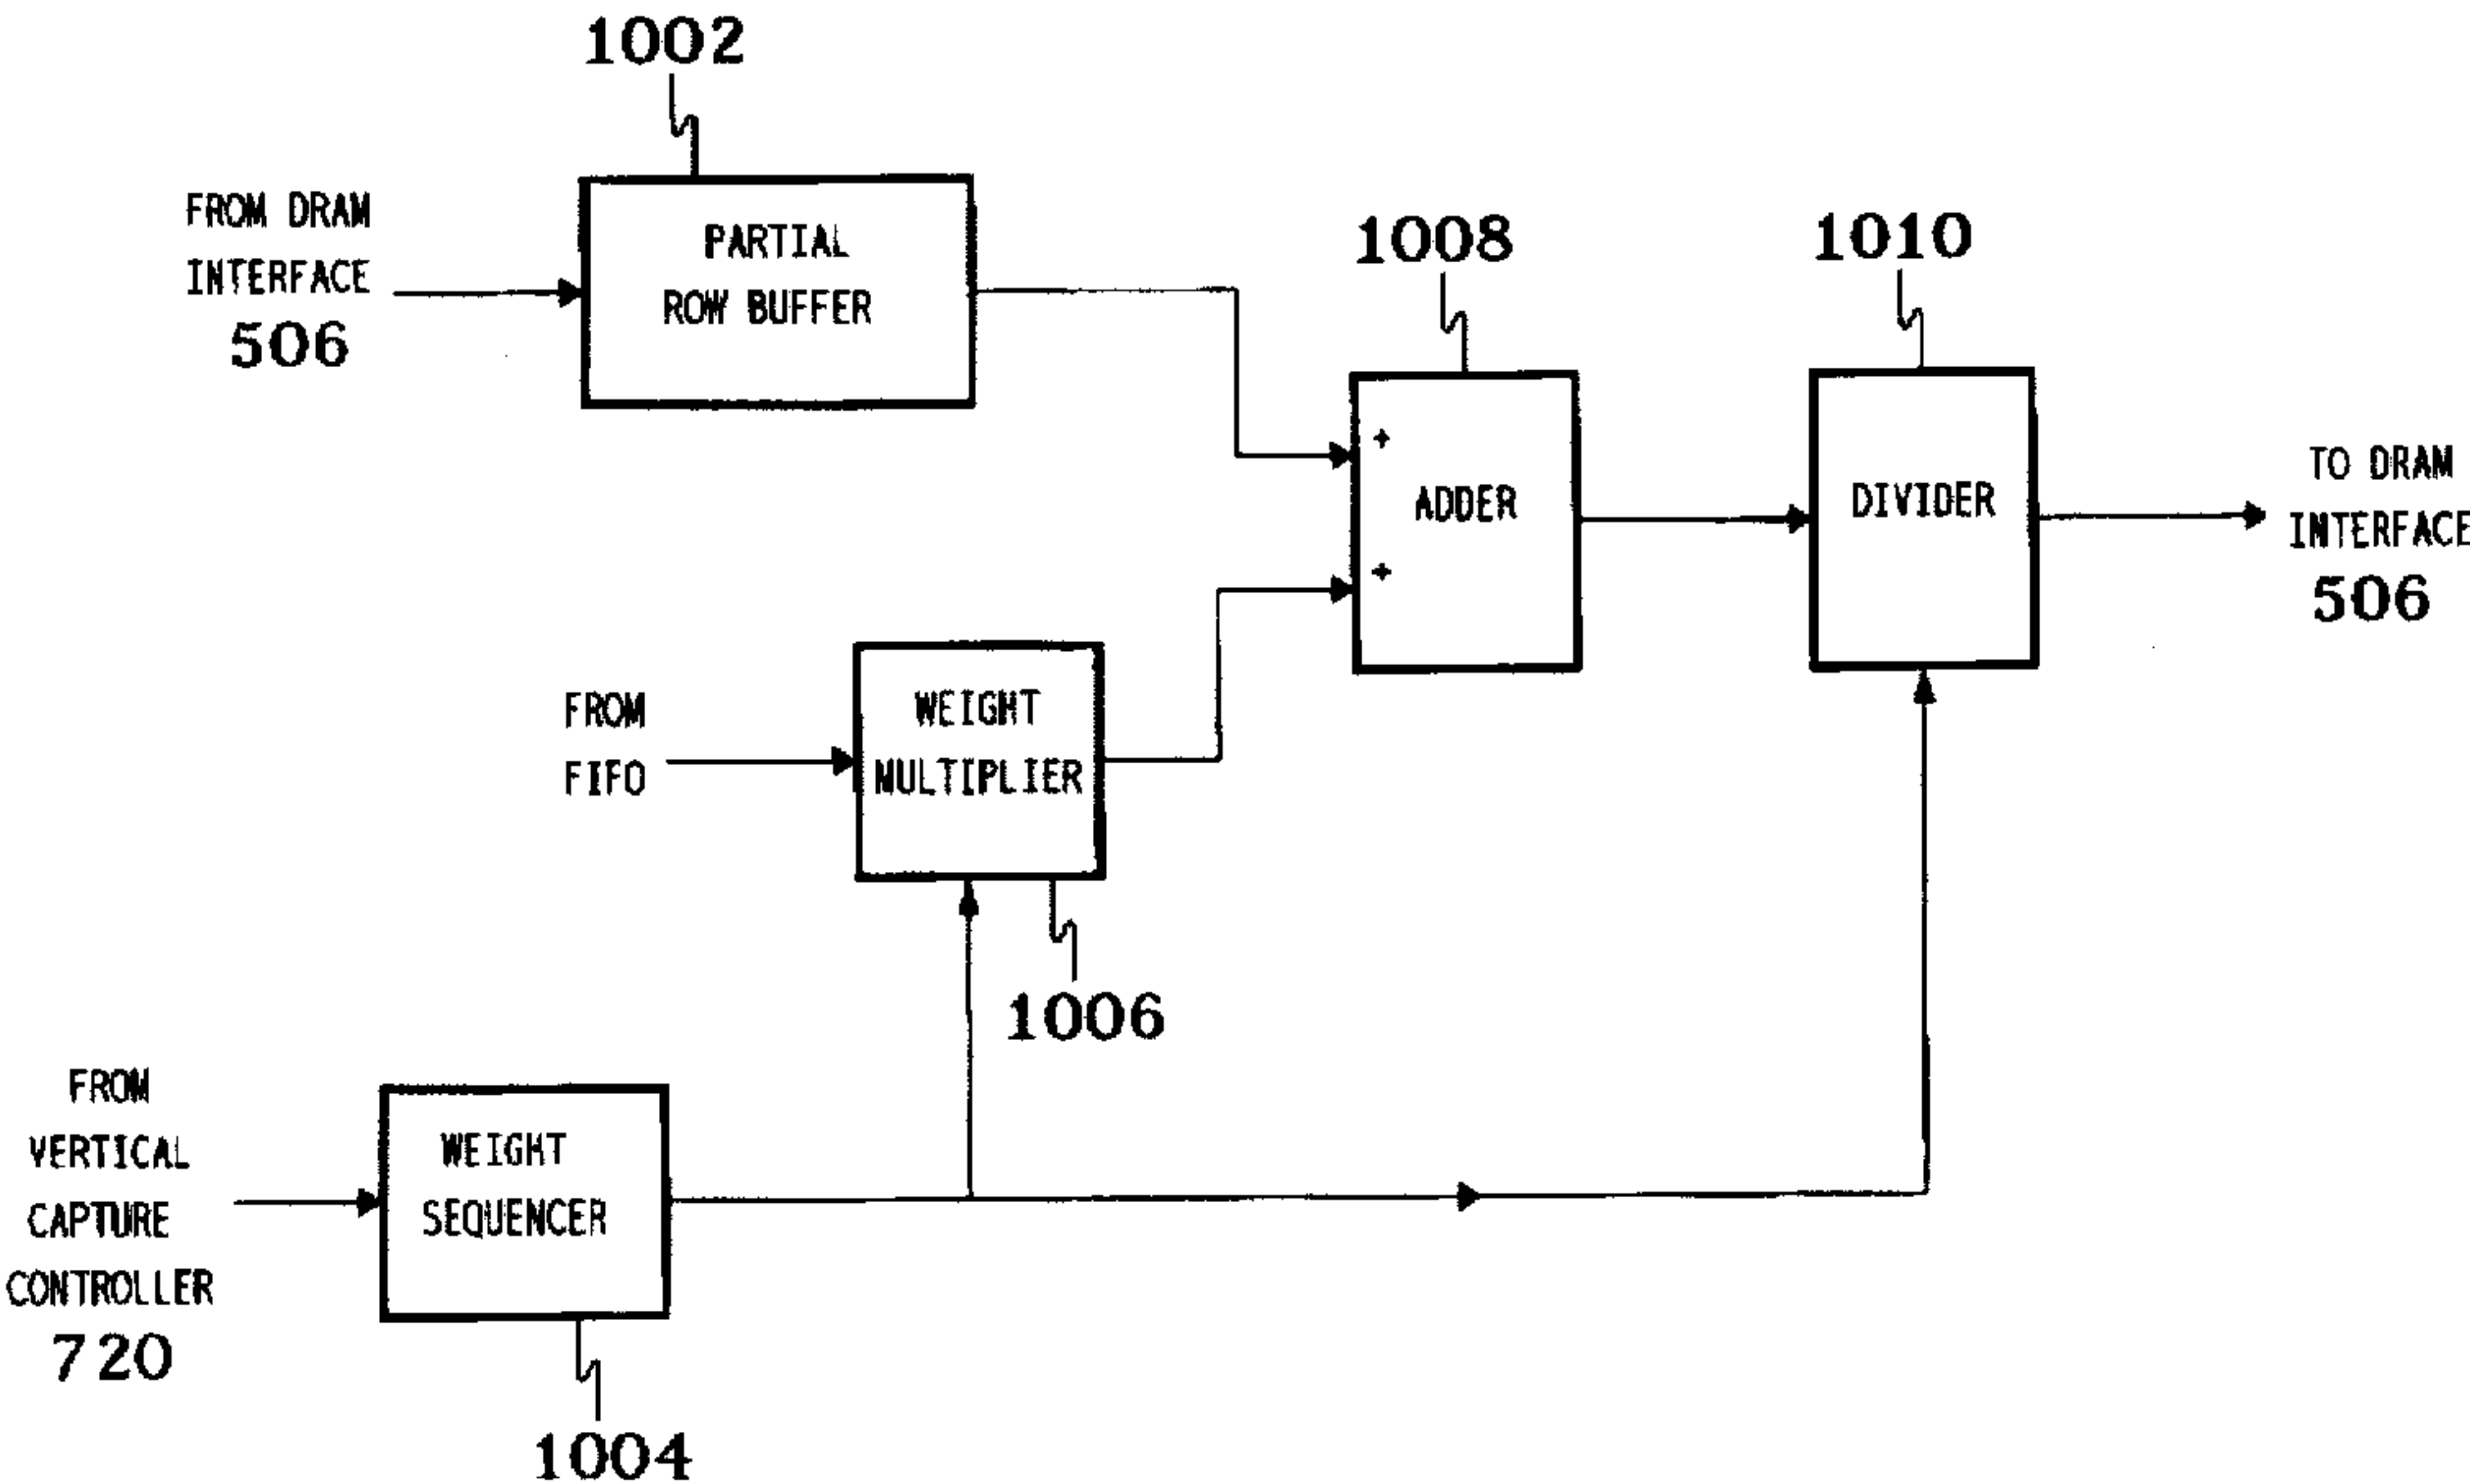 1002
FROM DRAM
INTERFACE
506
PARTIAL
ROW BUFFER
1008
1010
+
+
ADDER
DIVIDER
TO DRAM
INTERFACE
506
FROM
FIFO
WEIGHT
MULTIPLIER
1006
FROM
VERTICAL
CAPTURE
CONTROLLER
720
WEIGHT
SEQUENCER
1004